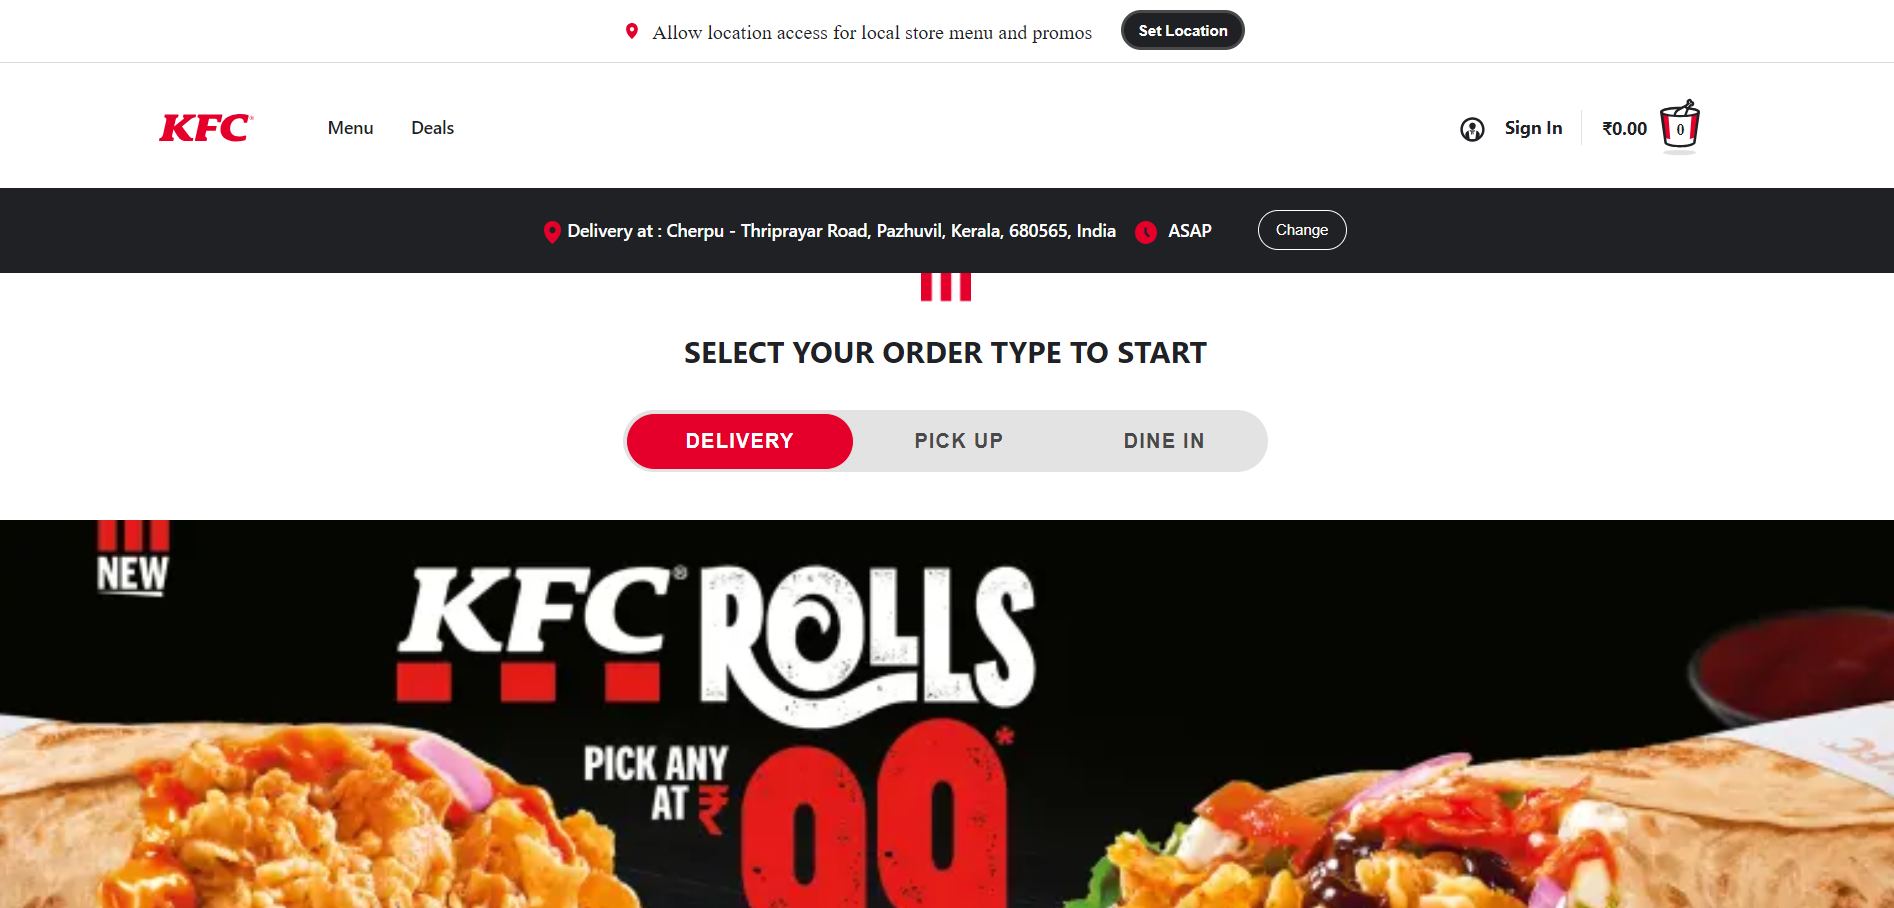 Allow location access for local store menu and promos
Set Location
KFC®
Menu
Deals
Sign In
₹0.00
0
Delivery at : Cherpu - Thriprayar Road, Pazhuvil, Kerala, 680565, India
ASAP
Change
SELECT YOUR ORDER TYPE TO START
DELIVERY
PICK UP
DINE IN
NEW
KFC® ROLLS
PICK ANY
AT ₹ 99*